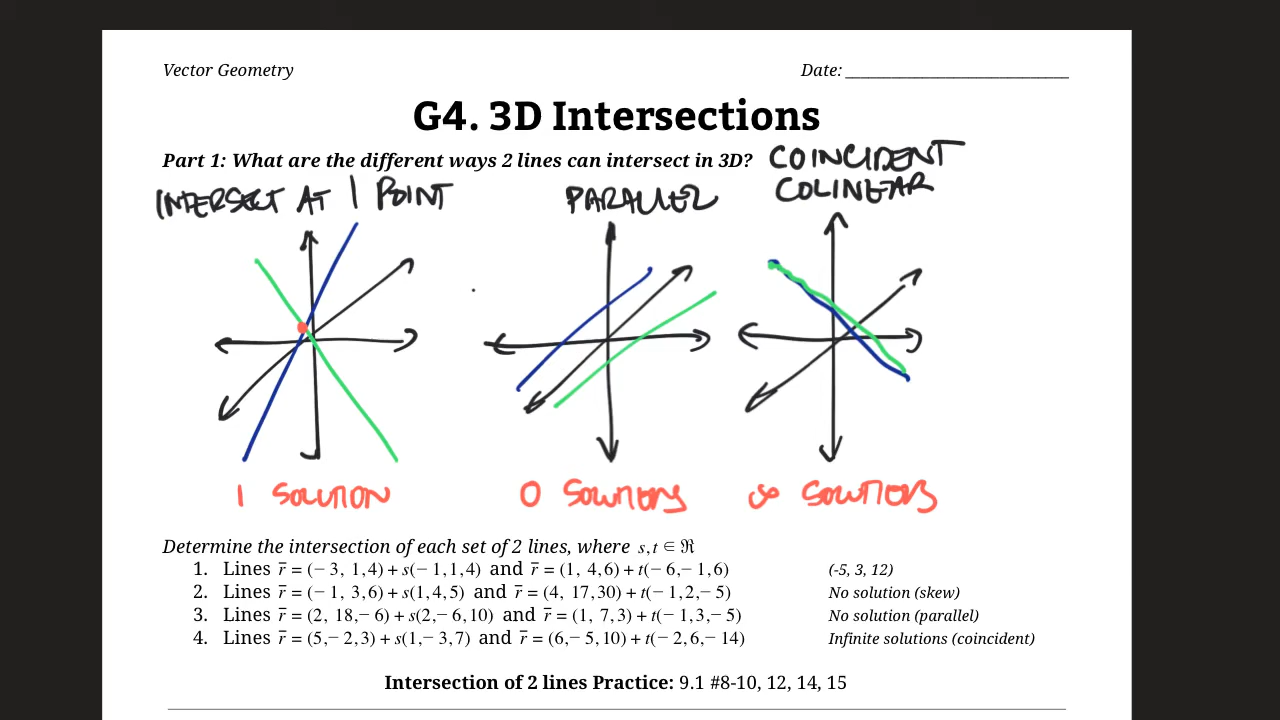 Vector Geometry Date: ___________________________
G4. 3D Intersections
Part 1: What are the different ways 2 lines can intersect in 3D?
COINCIDENT
INTERSECT AT 1 POINT PARALLEL COLINEAR
1 SOLUTION 0 SOLUTIONS ∞ SOLUTIONS
Determine the intersection of each set of 2 lines, where s,t ∈ ℜ
1. Lines r̅ = (− 3, 1,4) + s(− 1,1,4) and r̅ = (1, 4,6) + t(− 6,− 1,6) (-5, 3, 12)
2. Lines r̅ = (− 1, 3,6) + s(1,4,5) and r̅ = (4, 17,30) + t(− 1,2,− 5) No solution (skew)
3. Lines r̅ = (2, 18,− 6) + s(2,− 6,10) and r̅ = (1, 7,3) + t(− 1,3,− 5) No solution (parallel)
4. Lines r̅ = (5,− 2,3) + s(1,− 3,7) and r̅ = (6,− 5,10) + t(− 2,6,− 14) Infinite solutions (coincident)
Intersection of 2 lines Practice: 9.1 #8-10, 12, 14, 15